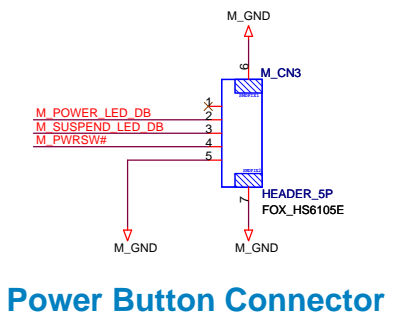 M_GND
6
M_CN3
1
M_POWER_LED_DB 2
M_SUSPEND_LED_DB 3
M_PWRSW# 4
5
7
HEADER_5P
FOX_HS6105E
M_GND M_GND
Power Button Connector